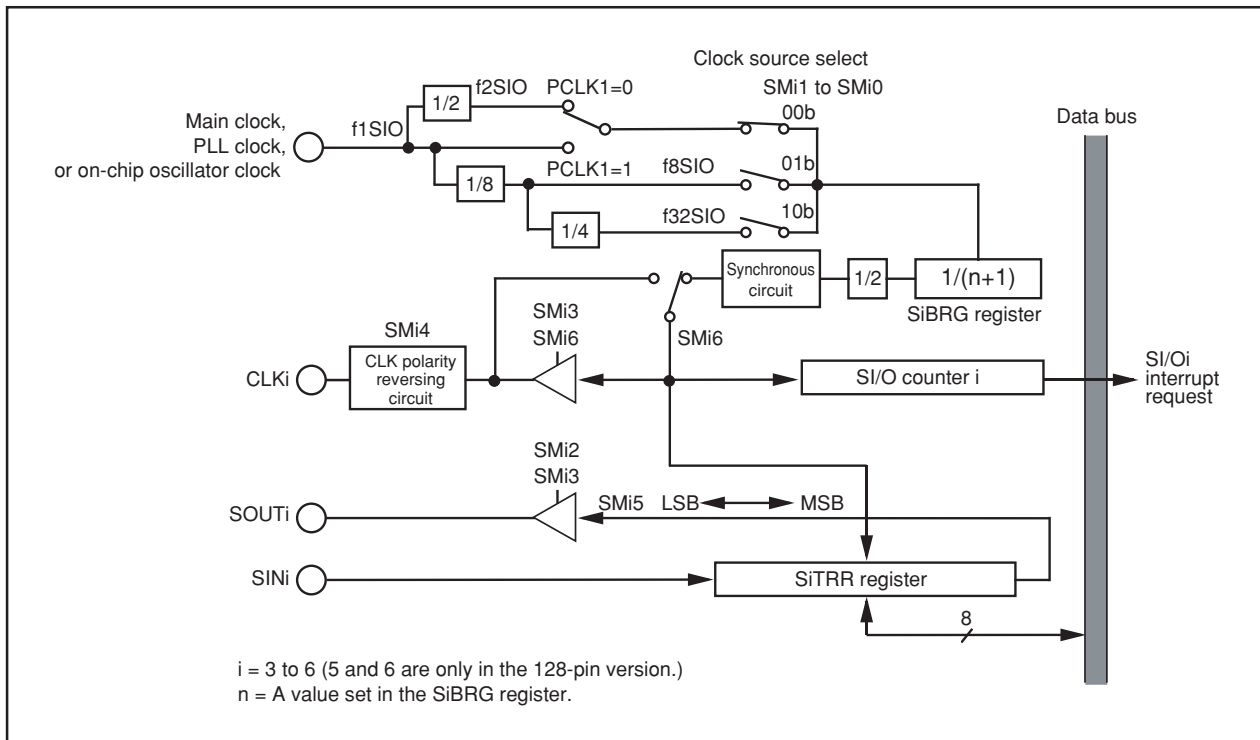 Clock source select
SMi1 to SMi0
Main clock,
PLL clock,
or on-chip oscillator clock
f1SIO
1/2
f2SIO
PCLK1=0
00b
PCLK1=1
1/8
f8SIO
01b
1/4
f32SIO
10b
Data bus
Synchronous
circuit
1/2
1/(n+1)
SiBRG register
SMi6
SMi4
CLKi
CLK polarity
reversing
circuit
SMi3
SMi6
SI/O counter i
SI/Oi
interrupt
request
SMi2
SMi3
SOUTi
SMi5
LSB
MSB
SINi
SiTRR register
8
i = 3 to 6 (5 and 6 are only in the 128-pin version.)
n = A value set in the SiBRG register.